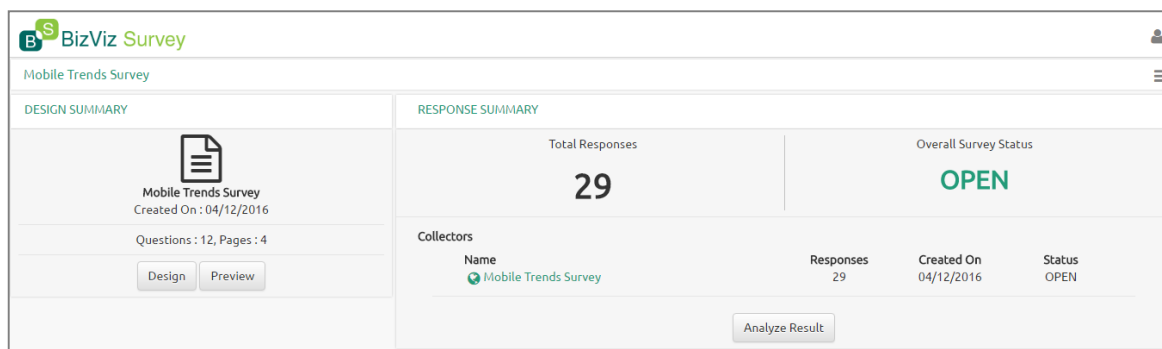 BS BizViz Survey
Mobile Trends Survey
DESIGN SUMMARY
Mobile Trends Survey
Created On : 04/12/2016
Questions : 12, Pages : 4
Design Preview
RESPONSE SUMMARY
Total Responses
29
Overall Survey Status
OPEN
Collectors
Name Responses Created On Status
Mobile Trends Survey 29 04/12/2016 OPEN
Analyze Result